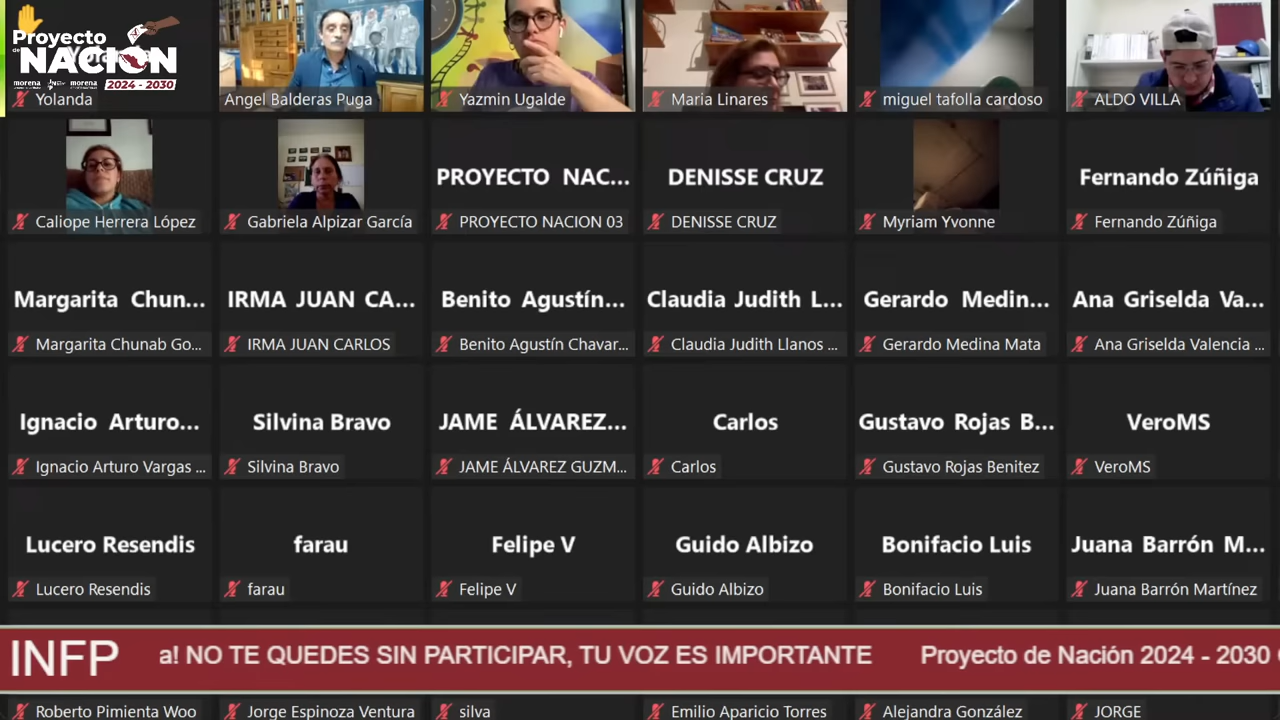 Proyecto
de
NACIÓN
morena
morena
2024 - 2030
Yolanda
Angel Balderas Puga
Yazmin Ugalde
Maria Linares
miguel tafolla cardoso
ALDO VILLA
Caliope Herrera López
Gabriela Alpizar García
PROYECTO NAC...
PROYECTO NACION 03
DENISSE CRUZ
DENISSE CRUZ
Myriam Yvonne
Fernando Zúñiga
Fernando Zúñiga
Margarita Chun...
Margarita Chunab Go...
IRMA JUAN CA...
IRMA JUAN CARLOS
Benito Agustín...
Benito Agustín Chavar...
Claudia Judith L...
Claudia Judith Llanos ...
Gerardo Medin...
Gerardo Medina Mata
Ana Griselda Va...
Ana Griselda Valencia ...
Ignacio Arturo...
Ignacio Arturo Vargas ...
Silvina Bravo
Silvina Bravo
JAME ÁLVAREZ...
JAME ÁLVAREZ GUZM...
Carlos
Carlos
Gustavo Rojas B...
Gustavo Rojas Benitez
VeroMS
VeroMS
Lucero Resendis
Lucero Resendis
farau
farau
Felipe V
Felipe V
Guido Albizo
Guido Albizo
Bonifacio Luis
Bonifacio Luis
Juana Barrón M...
Juana Barrón Martínez
INFP
a! NO TE QUEDES SIN PARTICIPAR, TU VOZ ES IMPORTANTE
Proyecto de Nación 2024 - 2030
Roberto Pimienta Woo
Jorge Espinoza Ventura
silva
Emilio Aparicio Torres
Alejandra González
JORGE